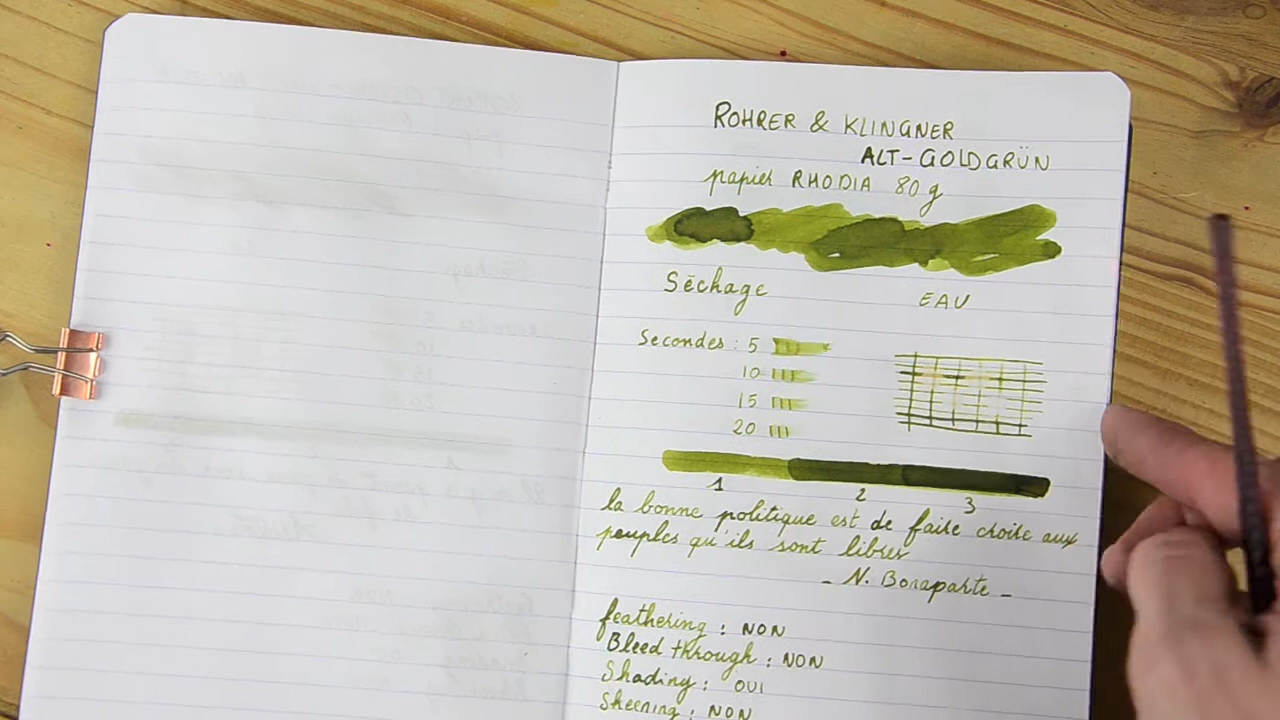 ROHRER & KLINGNER
ALT-GOLDGRÜN
papier RHODIA 80g
Séchage
EAU
Secondes : 5
10
15
20
1 2 3
la bonne politique est de faire croire aux
peuples qu'ils sont libres
- N. Bonaparte -
feathering : NON
Bleed through : NON
Shading : OUI
Sheening : NON